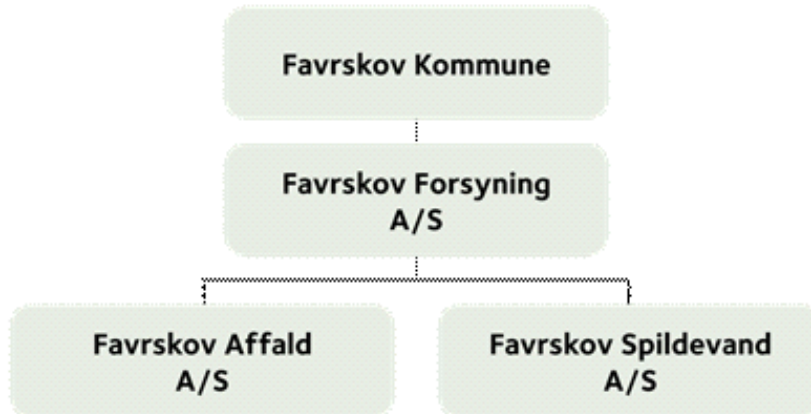 Favrskov Kommune
Favrskov Forsyning
A/S
Favrskov Affald
A/S
Favrskov Spildevand
A/S